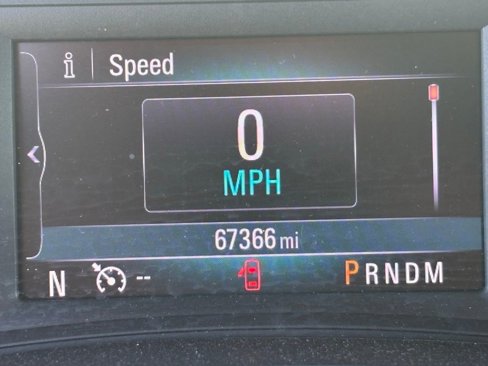 i Speed
0
MPH
67366 mi
N -- PRNDM